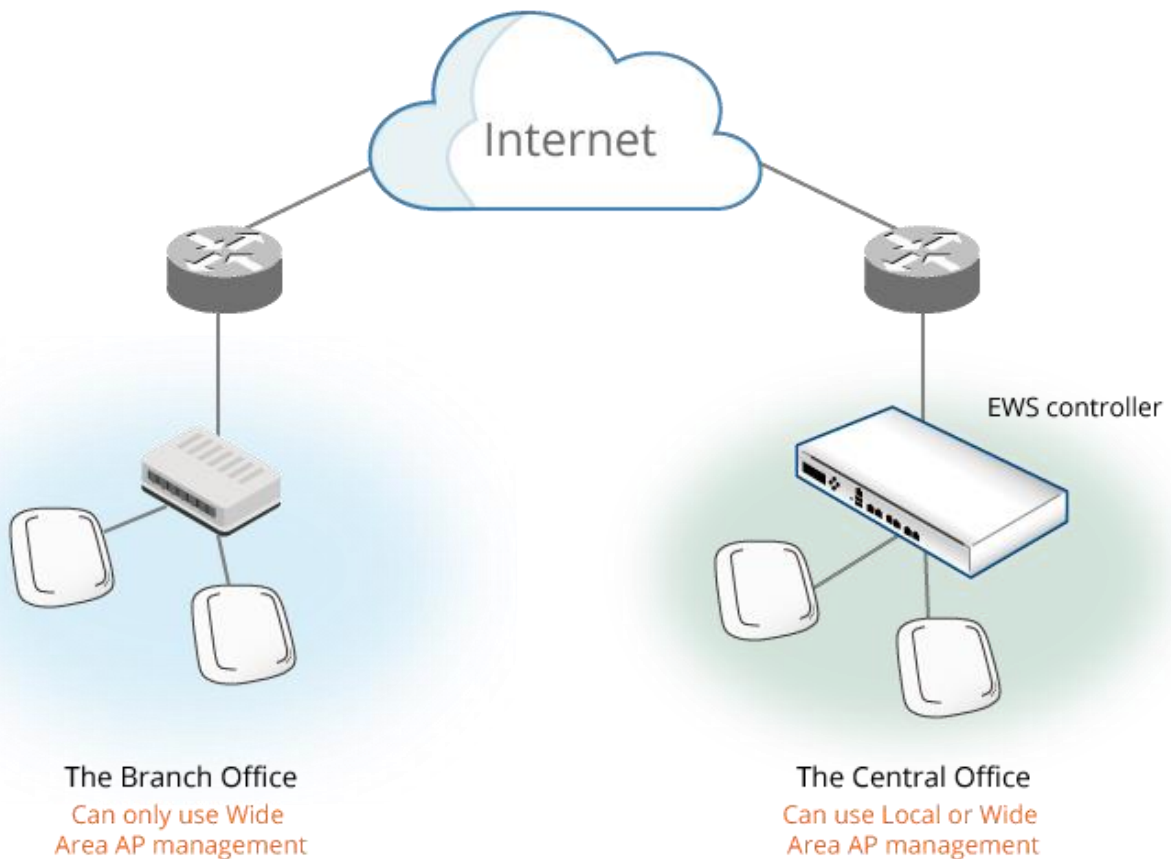 Internet
EWS controller
The Branch Office
Can only use Wide
Area AP management
The Central Office
Can use Local or Wide
Area AP management